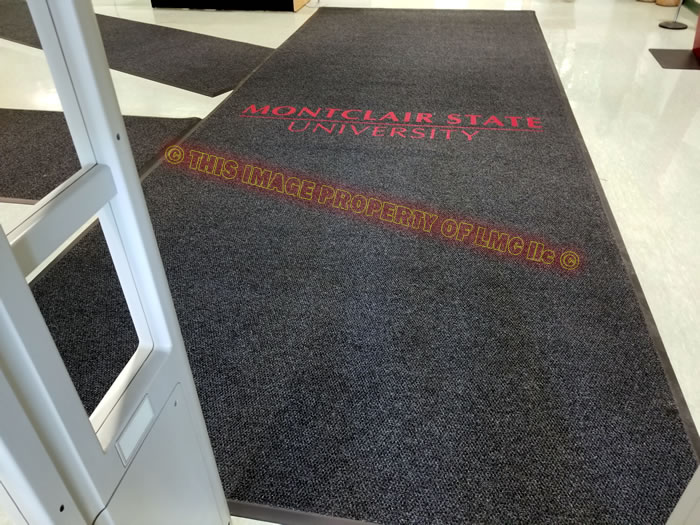 MONTCLAIR STATE
UNIVERSITY
© THIS IMAGE PROPERTY OF LMC llc ©